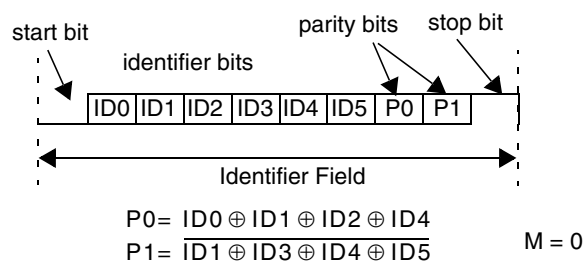 start bit
identifier bits
parity bits
stop bit
ID0 ID1 ID2 ID3 ID4 ID5 P0 P1
Identifier Field
P0= ID0 ⊕ ID1 ⊕ ID2 ⊕ ID4
P1= \overline{ID1 ⊕ ID3 ⊕ ID4 ⊕ ID5}
M = 0